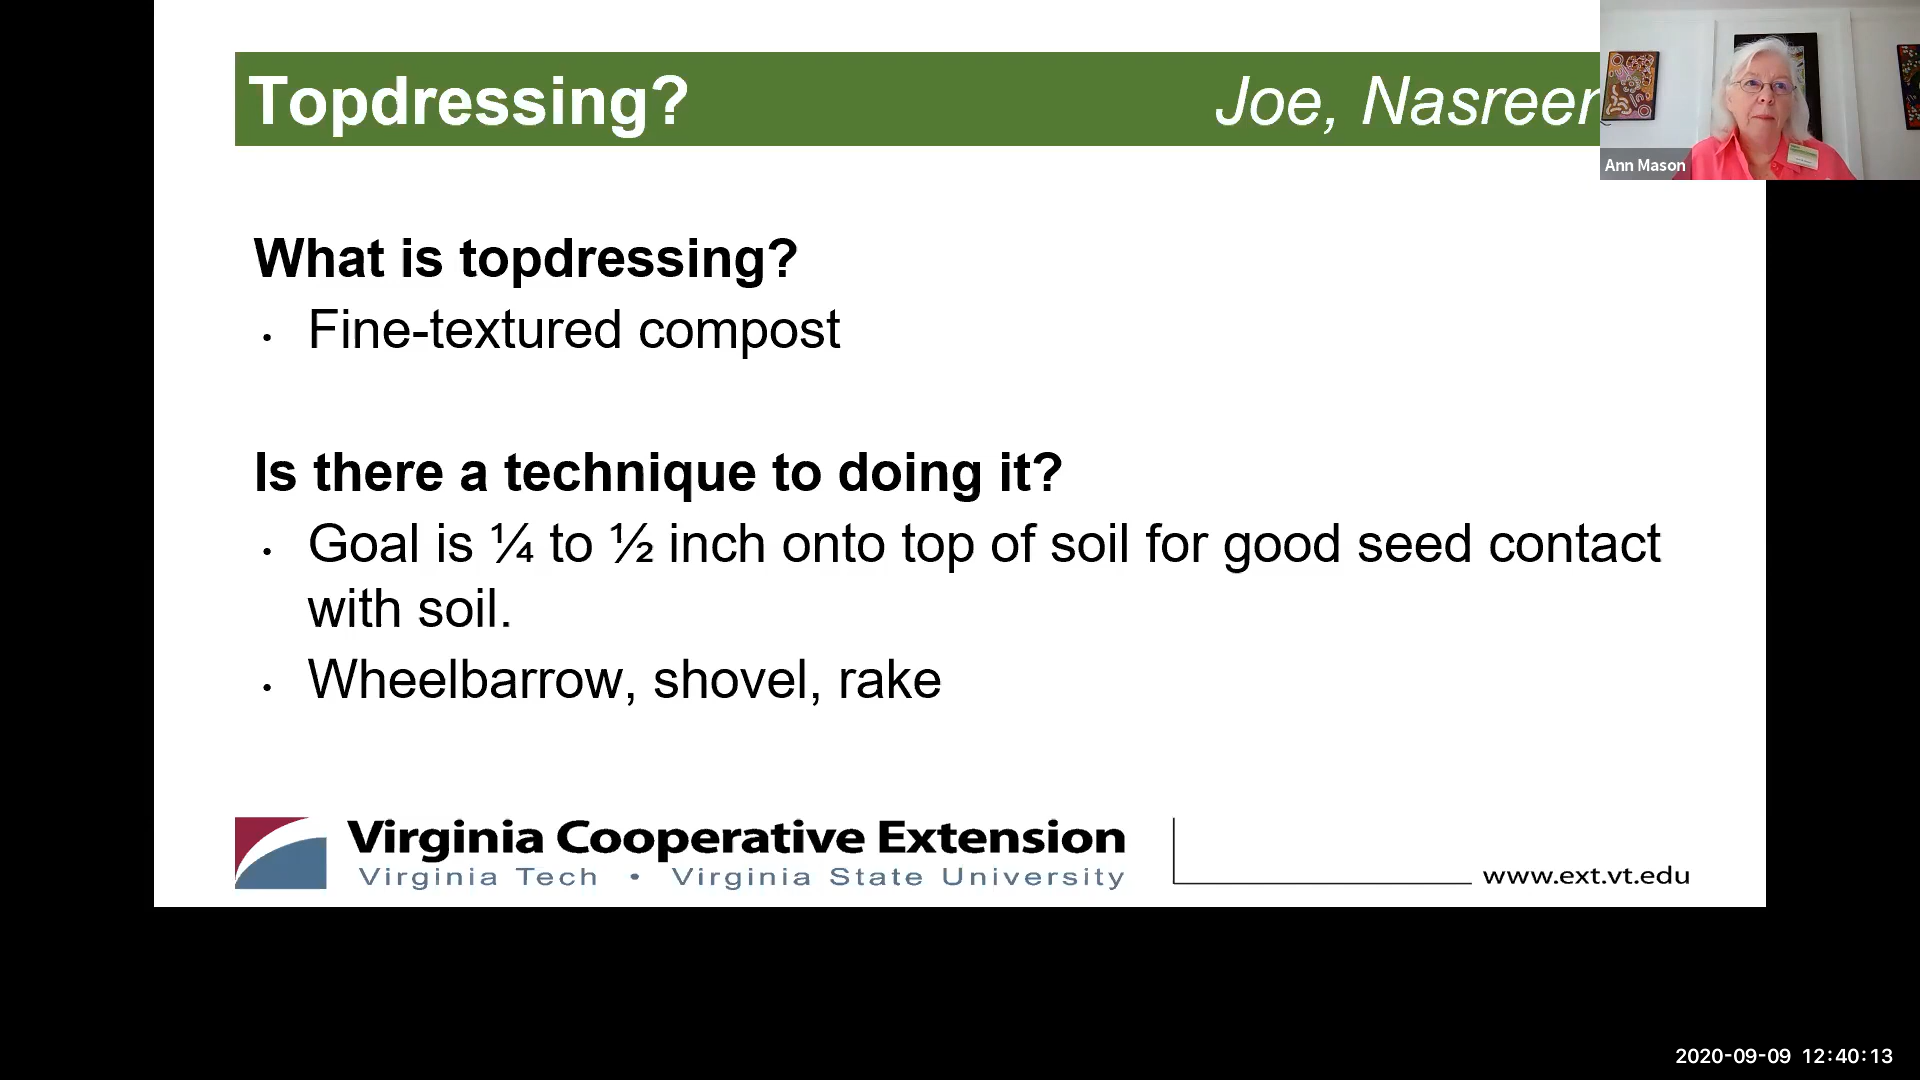 Topdressing?
Joe, Nasreen
Ann Mason
What is topdressing?
• Fine-textured compost
Is there a technique to doing it?
• Goal is ¼ to ½ inch onto top of soil for good seed contact
with soil.
• Wheelbarrow, shovel, rake
Virginia Cooperative Extension
Virginia Tech • Virginia State University
www.ext.vt.edu
2020-09-09 12:40:13